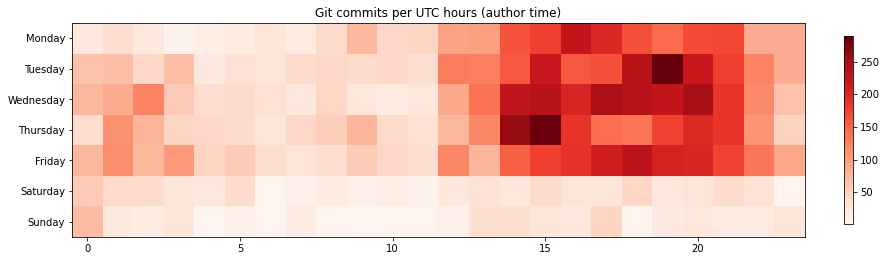 Git commits per UTC hours (author time)
Monday
Tuesday
Wednesday
Thursday
Friday
Saturday
Sunday
0 5 10 15 20
250
200
150
100
50